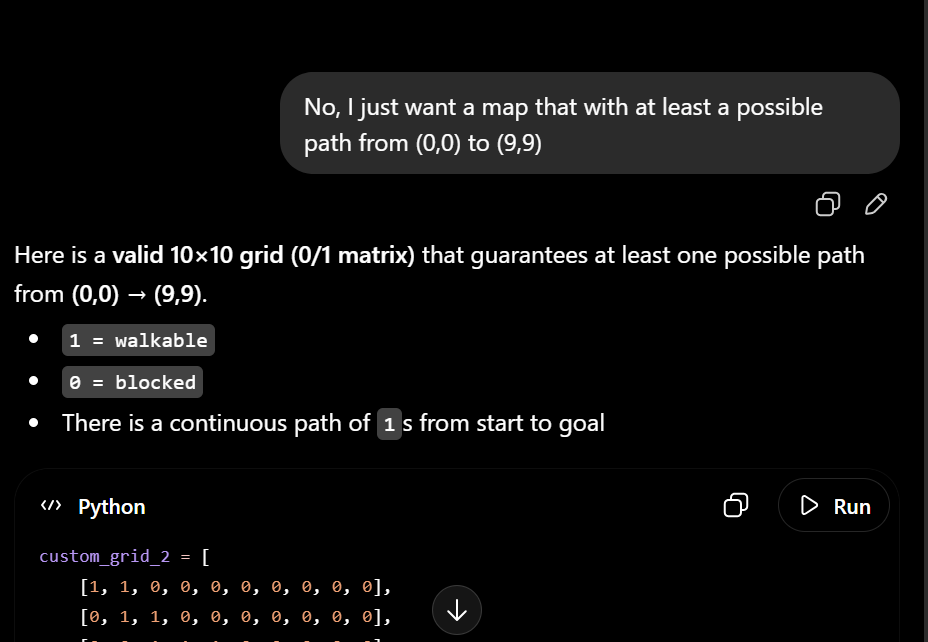 No, I just want a map that with at least a possible
path from (0,0) to (9,9)
Here is a valid 10×10 grid (0/1 matrix) that guarantees at least one possible path
from (0,0) → (9,9).
1 = walkable
0 = blocked
There is a continuous path of 1s from start to goal
Python
Run
custom_grid_2 = [
[1, 1, 0, 0, 0, 0, 0, 0, 0, 0],
[0, 1, 1, 0, 0, 0, 0, 0, 0, 0],